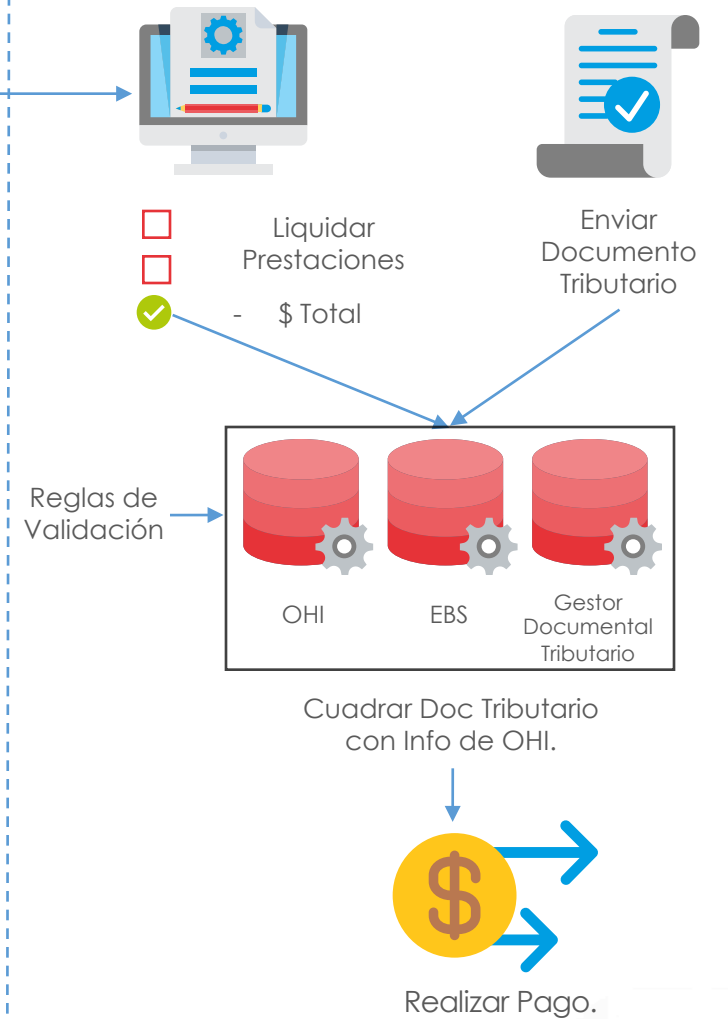 Liquidar
Prestaciones
- $ Total
Enviar
Documento
Tributario
Reglas de
Validación
OHI
EBS
Gestor
Documental
Tributario
Cuadrar Doc Tributario
con Info de OHI.
$
Realizar Pago.